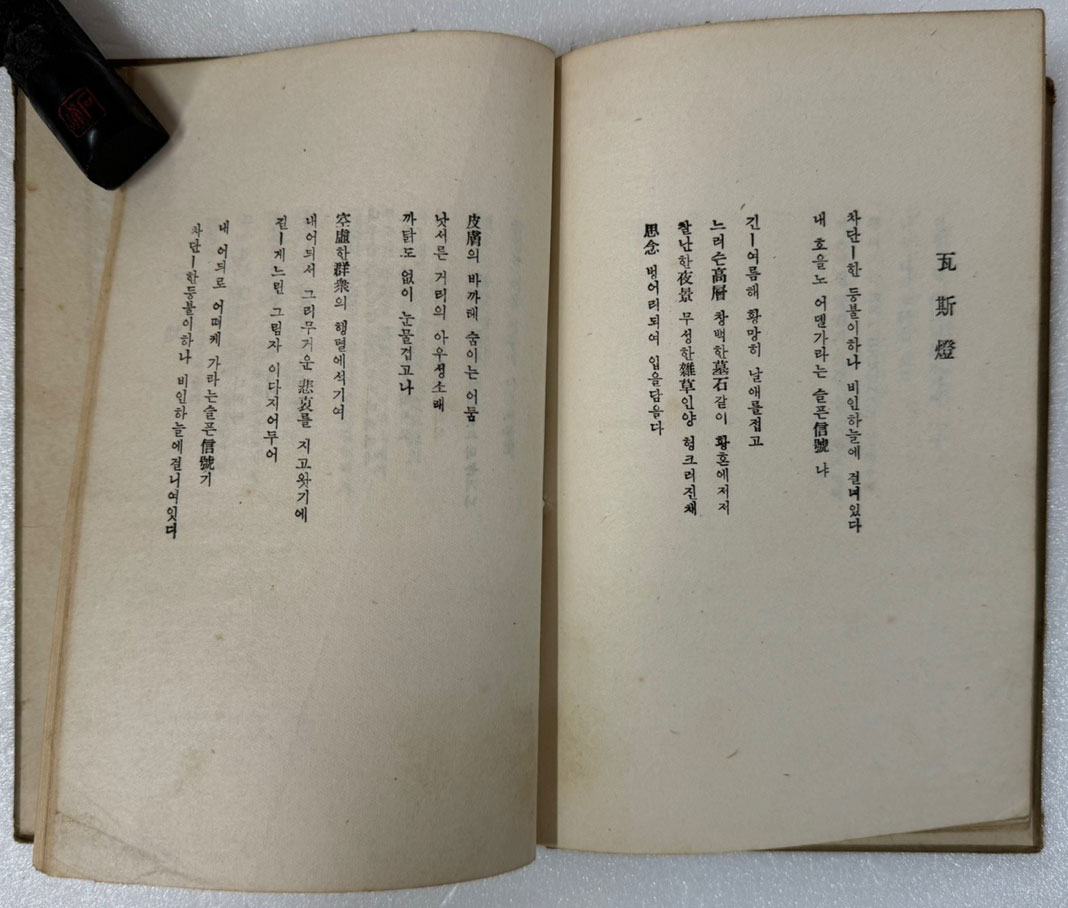 瓦斯燈
차단ー한 등불이하나 비인하늘에 걸녀있다
내 호을노 어델가라는 슬픈信號 냐
긴ー여름해 황망히 날애를접고
느러슨高層 창백한墓石같이 황혼에저저
찰난한夜景 무성한雜草인양 헝크러진채
思念 벙어리되여 입을담을다
皮膚의 바까테 숨이는 어둠
낫서른 거리의 아우성소래
까닭도 없이 눈물겹고나
空虛한群衆의 행렬에석기여
내어듸서 그리무거운 悲哀를 지고왓기에
긴ー게느린 그림자 이다지어두어
내 어듸로 어떠케 가라는슬픈信號기
차단ー한등불이하나 비인하늘에걸니여잇다